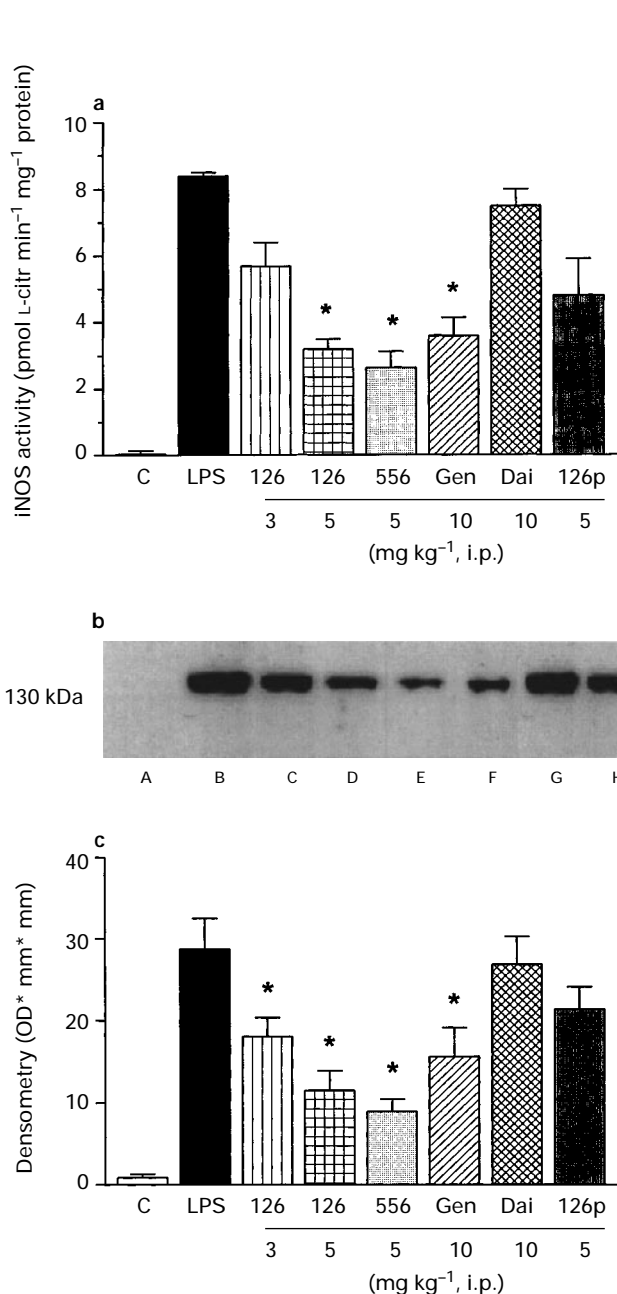 a
iNOS activity (pmol L-citr min⁻¹ mg⁻¹ protein)
10
8
6
4
2
0
* * *
C LPS 126 126 556 Gen Dai 126p
3 5 5 10 10 5
(mg kg⁻¹, i.p.)
b
130 kDa
A B C D E F G H
c
Densometry (OD* mm* mm)
40
30
20
10
0
* * * *
C LPS 126 126 556 Gen Dai 126p
3 5 5 10 10 5
(mg kg⁻¹, i.p.)